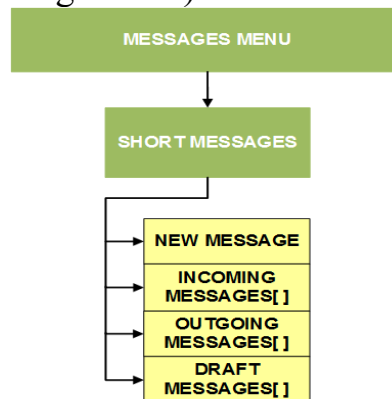 MESSAGES MENU
SHORT MESSAGES
NEW MESSAGE
INCOMING
MESSAGES[ ]
OUTGOING
MESSAGES[ ]
DRAFT
MESSAGES[ ]